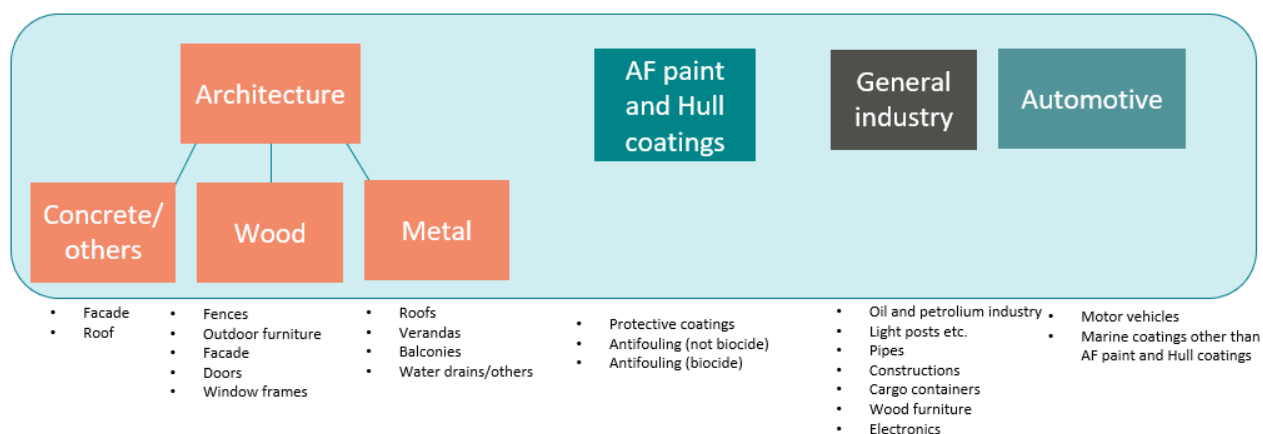 Architecture
AF paint
and Hull
coatings
General
industry
Automotive
Concrete/
others
Wood
Metal
• Facade
• Roof
• Fences
• Outdoor furniture
• Facade
• Doors
• Window frames
• Roofs
• Verandas
• Balconies
• Water drains/others
• Protective coatings
• Antifouling (not biocide)
• Antifouling (biocide)
• Oil and petrolium industry
• Light posts etc.
• Pipes
• Constructions
• Cargo containers
• Wood furniture
• Electronics
• Motor vehicles
• Marine coatings other than
AF paint and Hull coatings